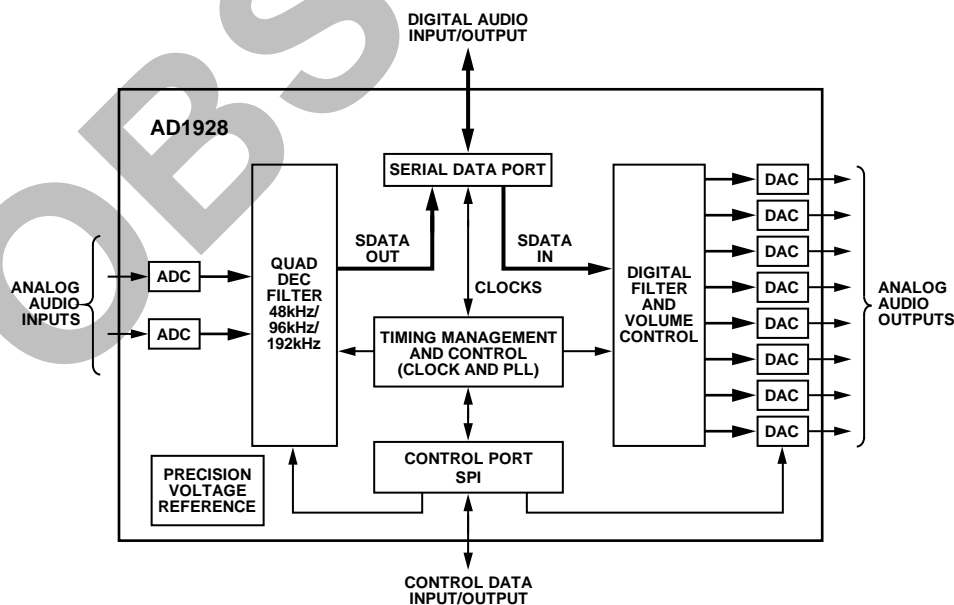 DIGITAL AUDIO
INPUT/OUTPUT
AD1928
SERIAL DATA PORT
SDATA
OUT
SDATA
IN
CLOCKS
ANALOG
AUDIO
INPUTS
ADC
ADC
QUAD
DEC
FILTER
48kHz/
96kHz/
192kHz
TIMING MANAGEMENT
AND CONTROL
(CLOCK AND PLL)
DIGITAL
FILTER
AND
VOLUME
CONTROL
DAC
DAC
DAC
DAC
DAC
DAC
DAC
DAC
ANALOG
AUDIO
OUTPUTS
PRECISION
VOLTAGE
REFERENCE
CONTROL PORT
SPI
CONTROL DATA
INPUT/OUTPUT
OBS